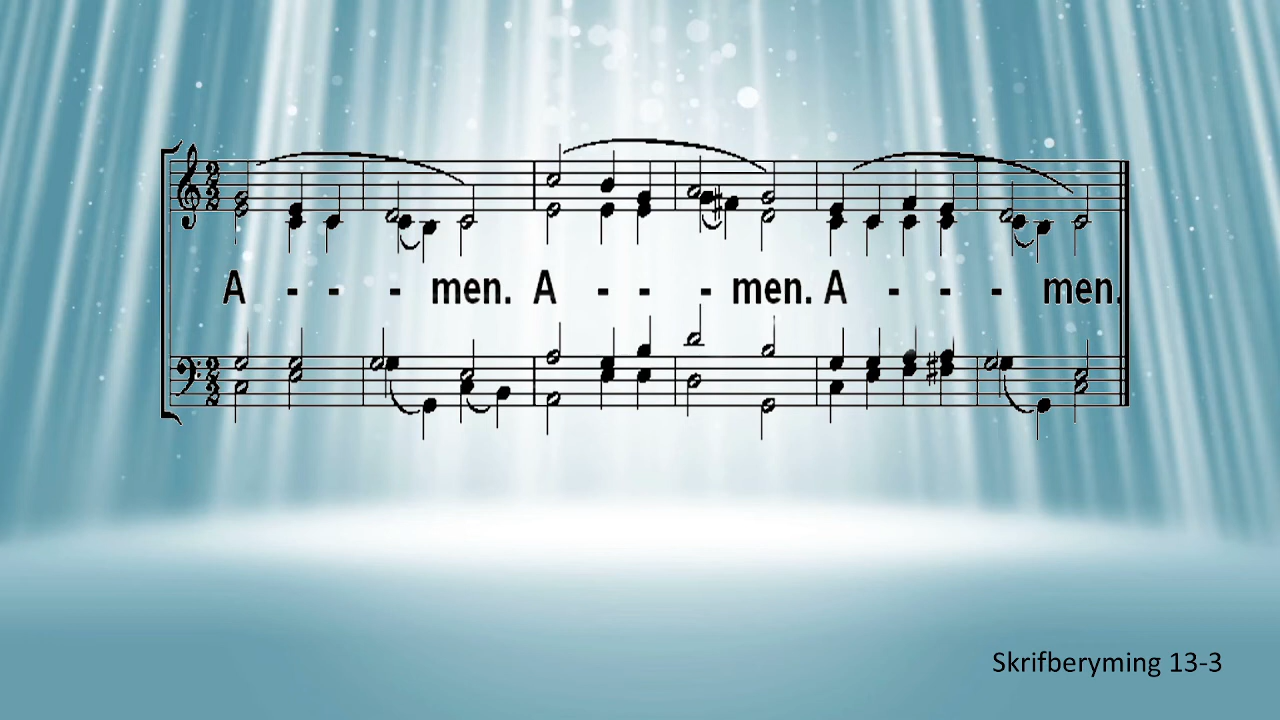 A - - - men. A - - - men. A - - - men.
Skrifberyming 13-3